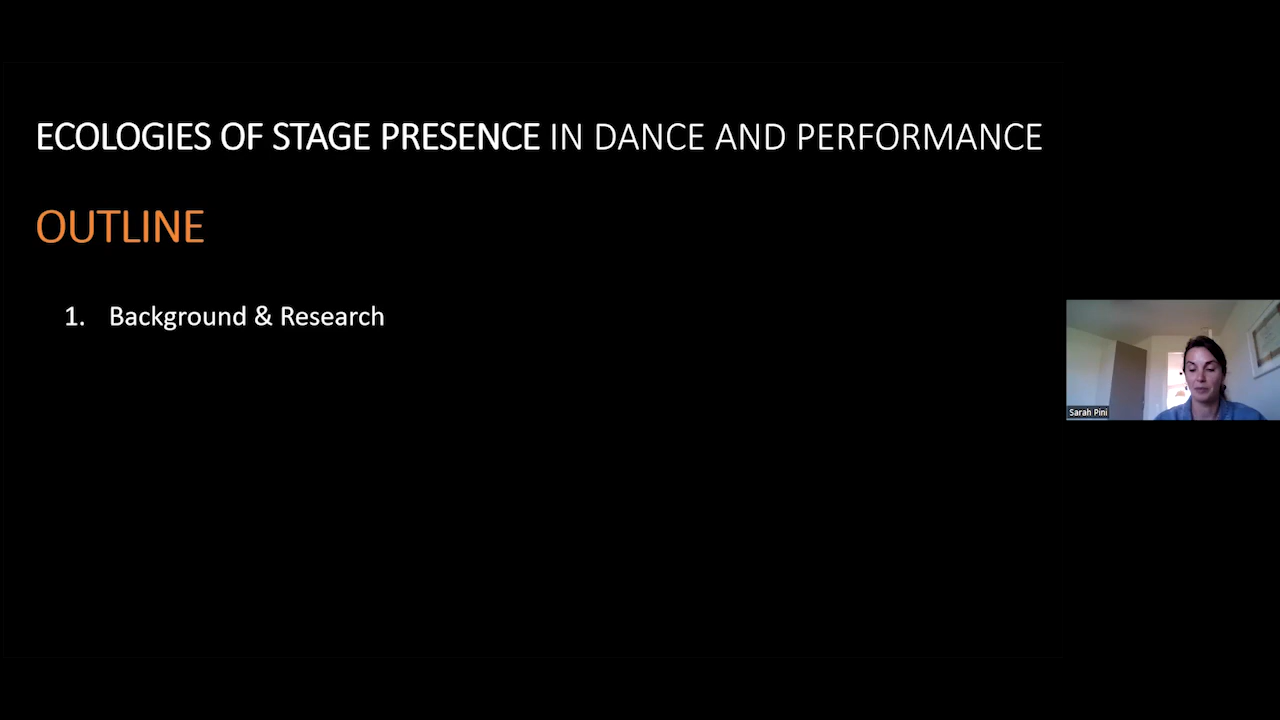 ECOLOGIES OF STAGE PRESENCE IN DANCE AND PERFORMANCE
OUTLINE
1. Background & Research
Sarah Pini